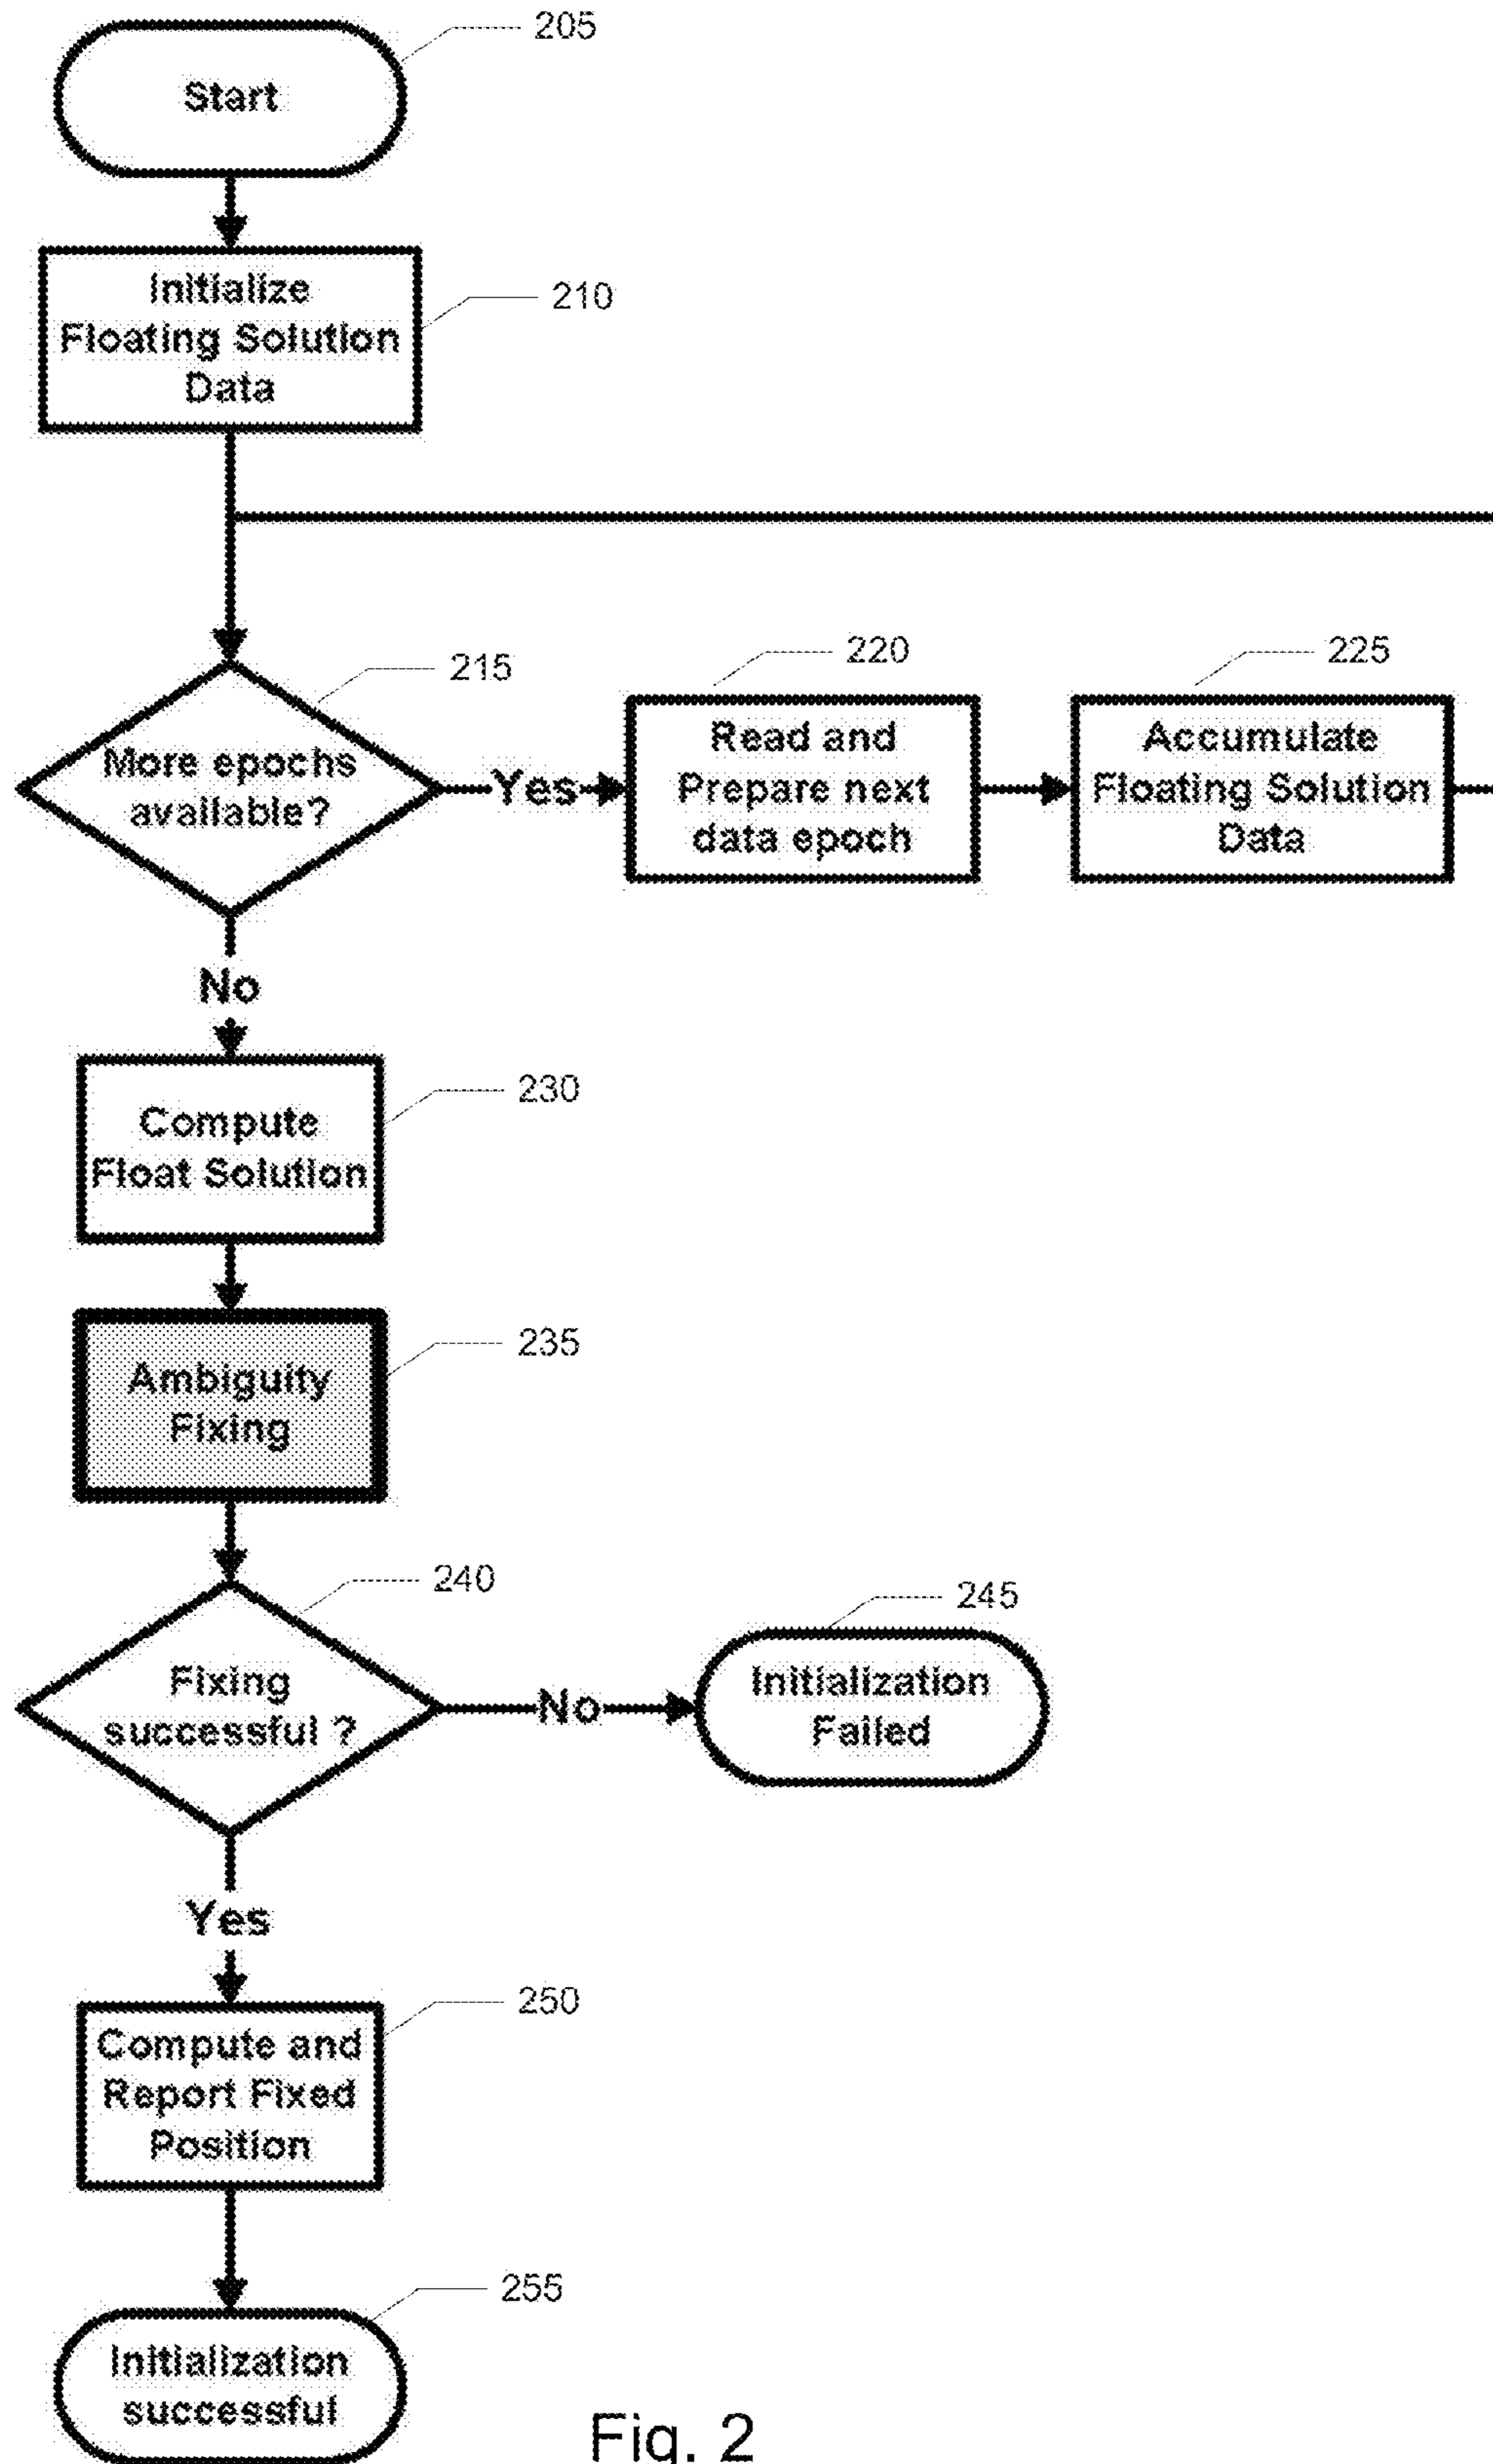 205
Start
210
Initialize
Floating Solution
Data
215
More epochs
available?
Yes
220
Read and
Prepare next
data epoch
225
Accumulate
Floating Solution
Data
No
230
Compute
Float Solution
235
Ambiguity
Fixing
240
Fixing
successful ?
No
245
Initialization
Failed
Yes
250
Compute and
Report Fixed
Position
255
Initialization
successful
Fig. 2